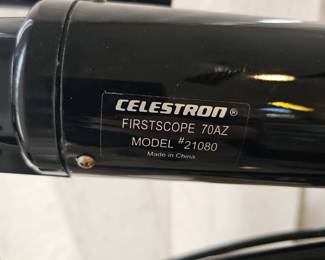 CELESTRON®
FIRSTSCOPE 70AZ
MODEL #21080
Made in China